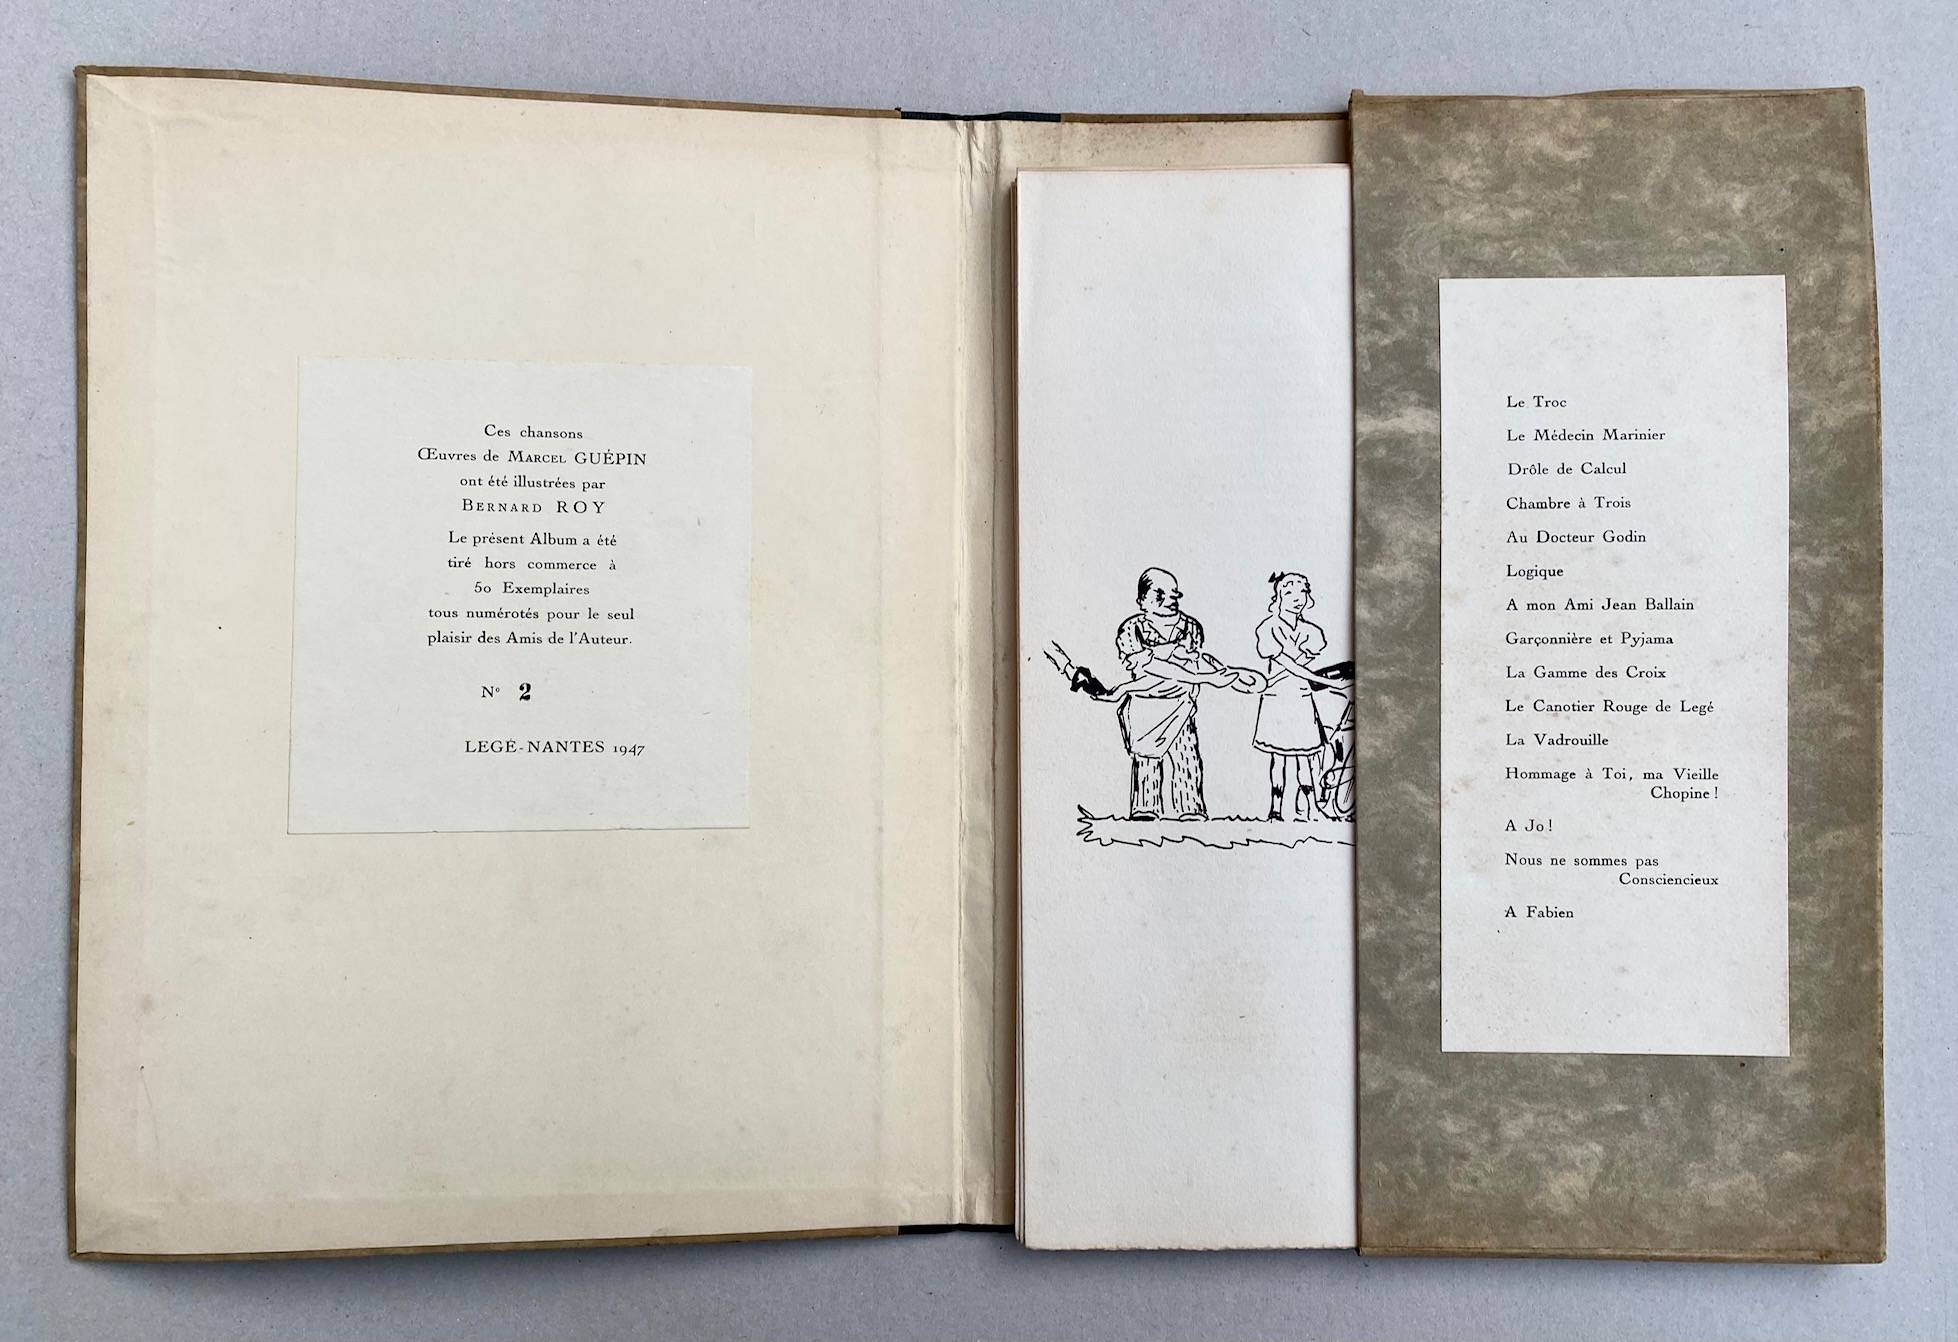 Ces chansons
Œuvres de MARCEL GUÉPIN
ont été illustrées par
BERNARD ROY
Le présent Album a été
tiré hors commerce à
50 Exemplaires
tous numérotés pour le seul
plaisir des Amis de l'Auteur.
No 2
LEGÉ-NANTES 1947
Le Troc
Le Médecin Marinier
Drôle de Calcul
Chambre à Trois
Au Docteur Godin
Logique
A mon Ami Jean Ballain
Garçonnière et Pyjama
La Gamme des Croix
Le Canotier Rouge de Legé
La Vadrouille
Hommage à Toi, ma Vieille
Chopine !
A Jo !
Nous ne sommes pas
Consciencieux
A Fabien